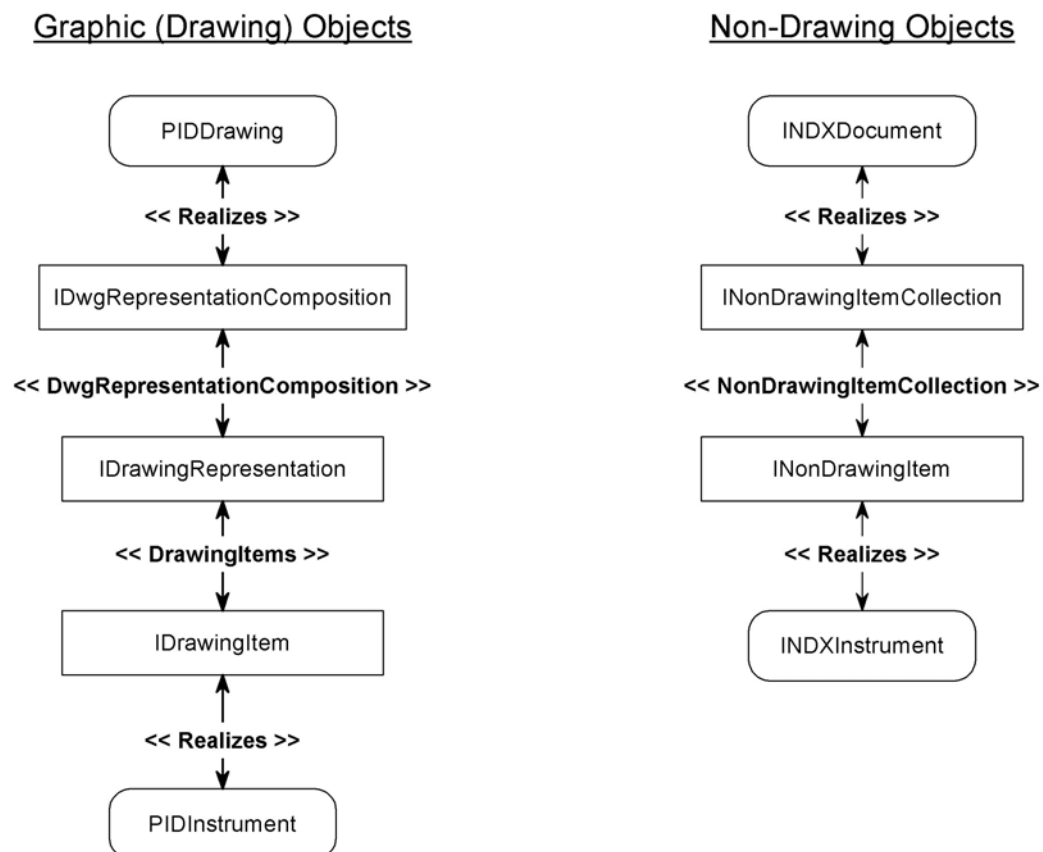 Graphic (Drawing) Objects
Non-Drawing Objects
PIDDrawing
INDXDocument
<< Realizes >>
<< Realizes >>
IDwgRepresentationComposition
INonDrawingItemCollection
<< DwgRepresentationComposition >>
<< NonDrawingItemCollection >>
IDrawingRepresentation
INonDrawingItem
<< DrawingItems >>
<< Realizes >>
IDrawingItem
INDXInstrument
<< Realizes >>
PIDInstrument